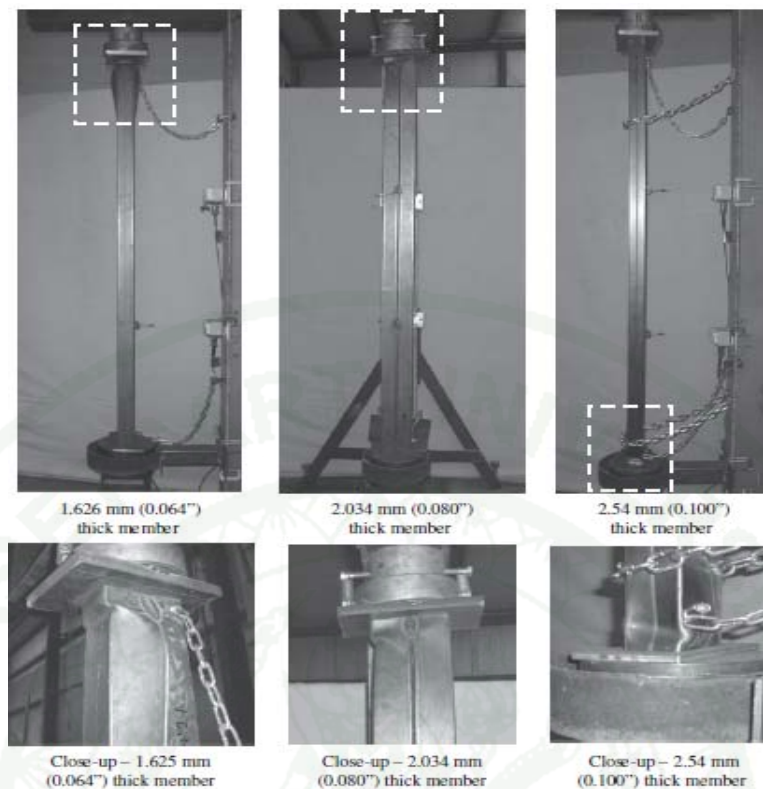 1.626 mm (0.064”)
thick member
2.034 mm (0.080”)
thick member
2.54 mm (0.100”)
thick member
Close-up – 1.625 mm
(0.064”) thick member
Close-up – 2.034 mm
(0.080”) thick member
Close-up – 2.54 mm
(0.100”) thick member